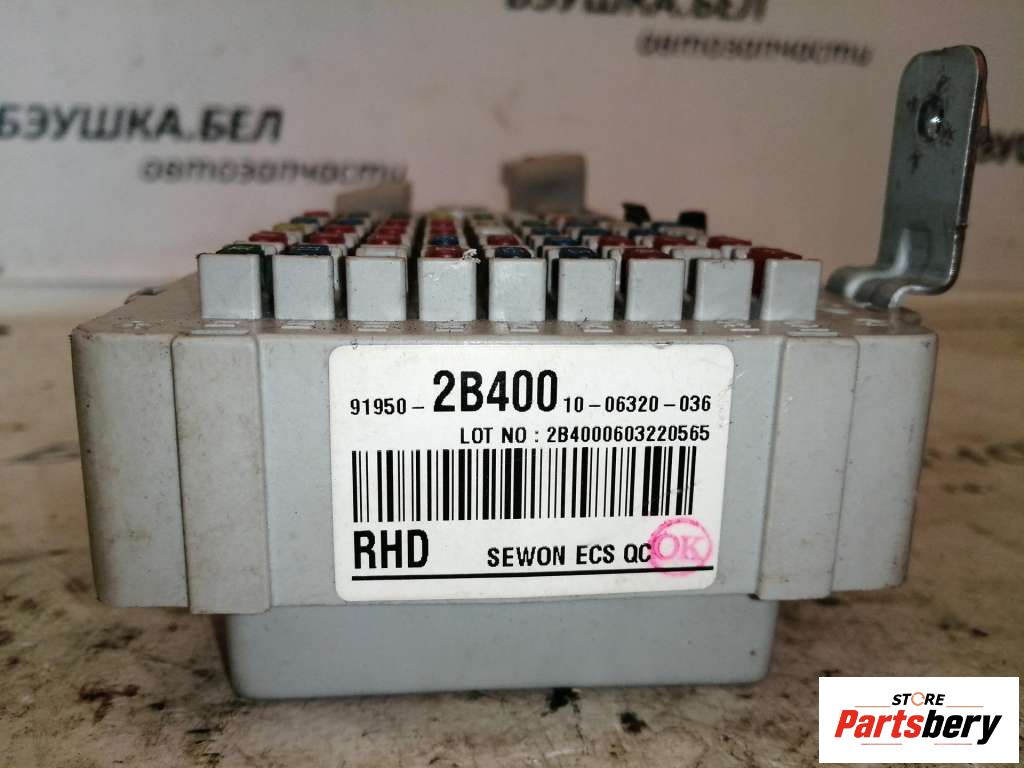 БЭУШКА.БЕЛ
автозапчасти
БЭУШКА.БЕЛ
автозапчасти
91950- 2B400 10-06320-036
LOT NO : 2B4000603220565
RHD SEWON ECS QC OK
STORE
Partsbery